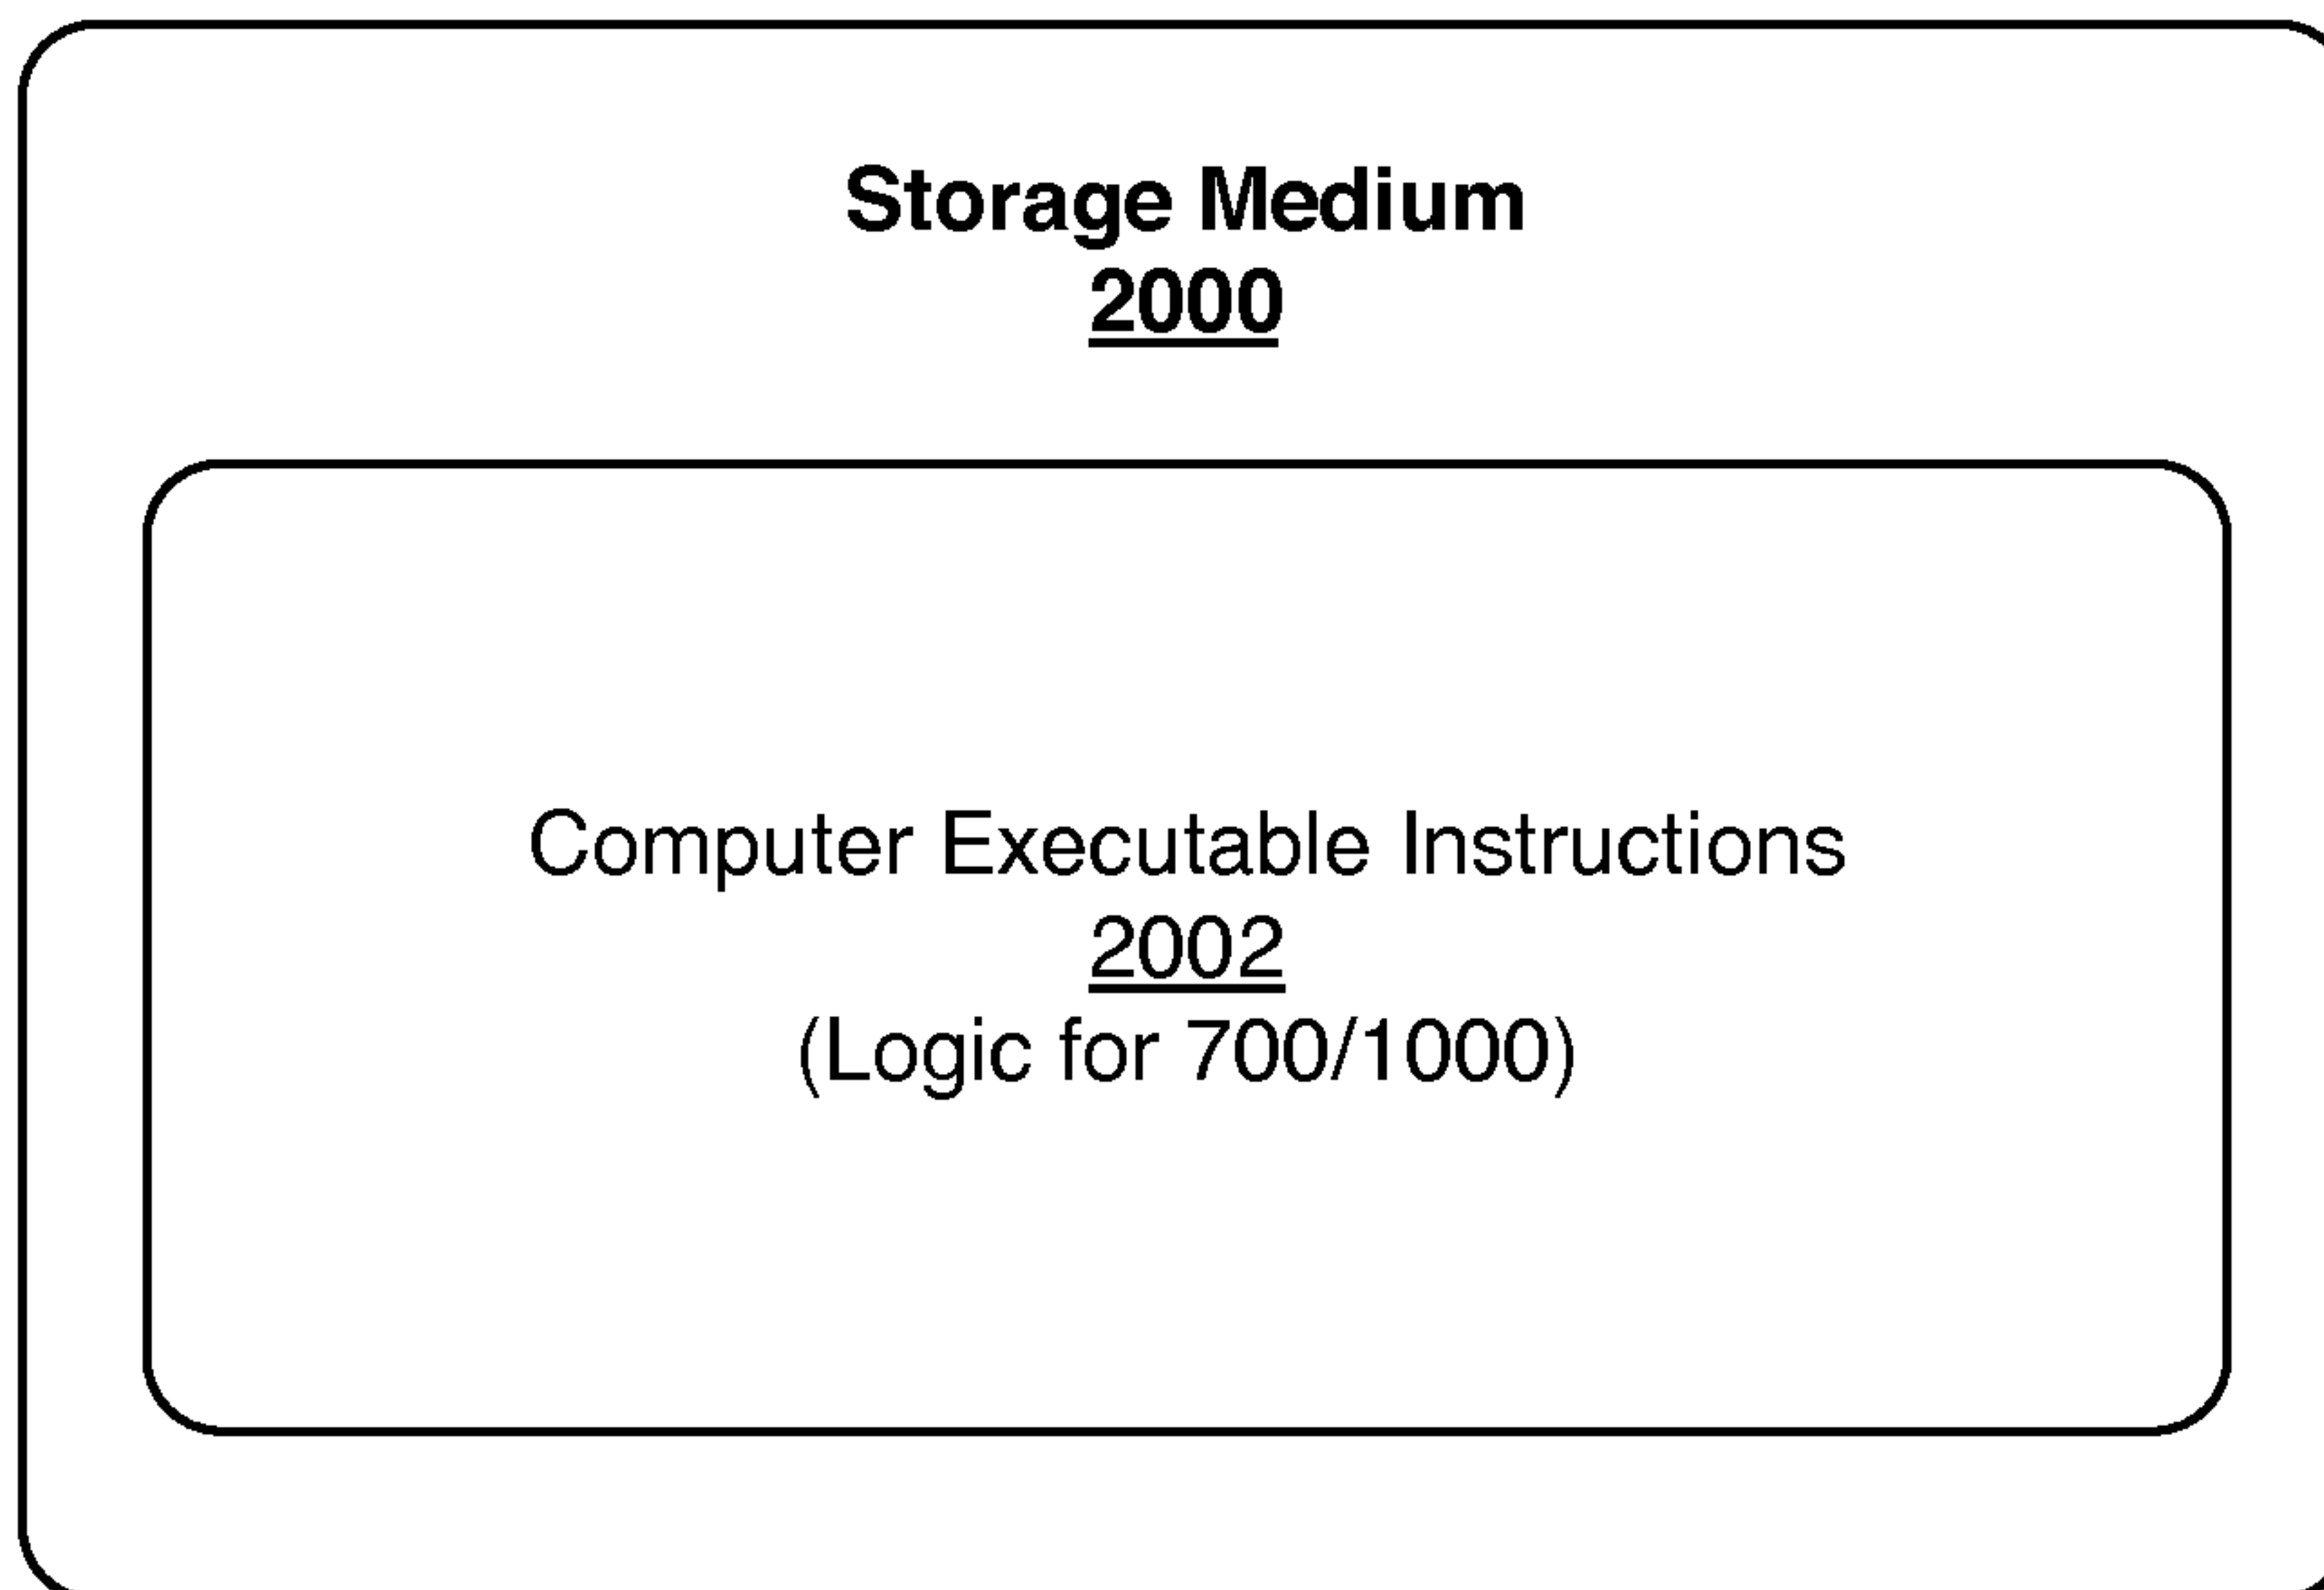 Storage Medium
2000
Computer Executable Instructions
2002
(Logic for 700/1000)